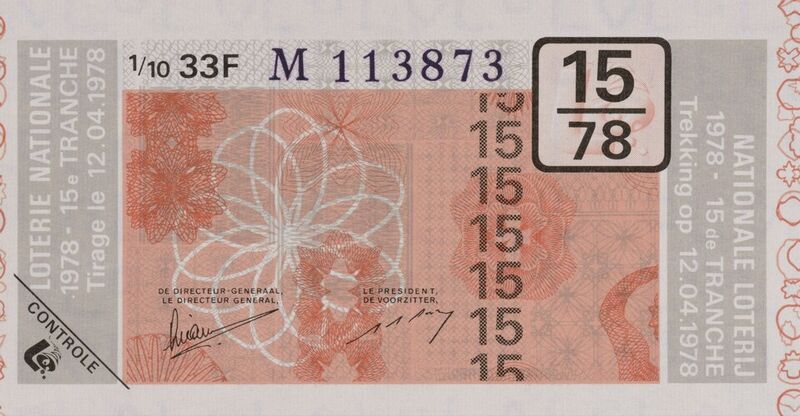 LOTERIE NATIONALE
1978 - 15e TRANCHE
Tirage le 12.04.1978
1/10 33F M 113873
15
78
15
15
15
15
15
15
15
DE DIRECTEUR-GENERAAL,
LE DIRECTEUR GENERAL,
LE PRESIDENT,
DE VOORZITTER,
CONTROLE
NATIONALE LOTERIJ
1978 - 15de TRANCHE
Trekking op 12.04.1978